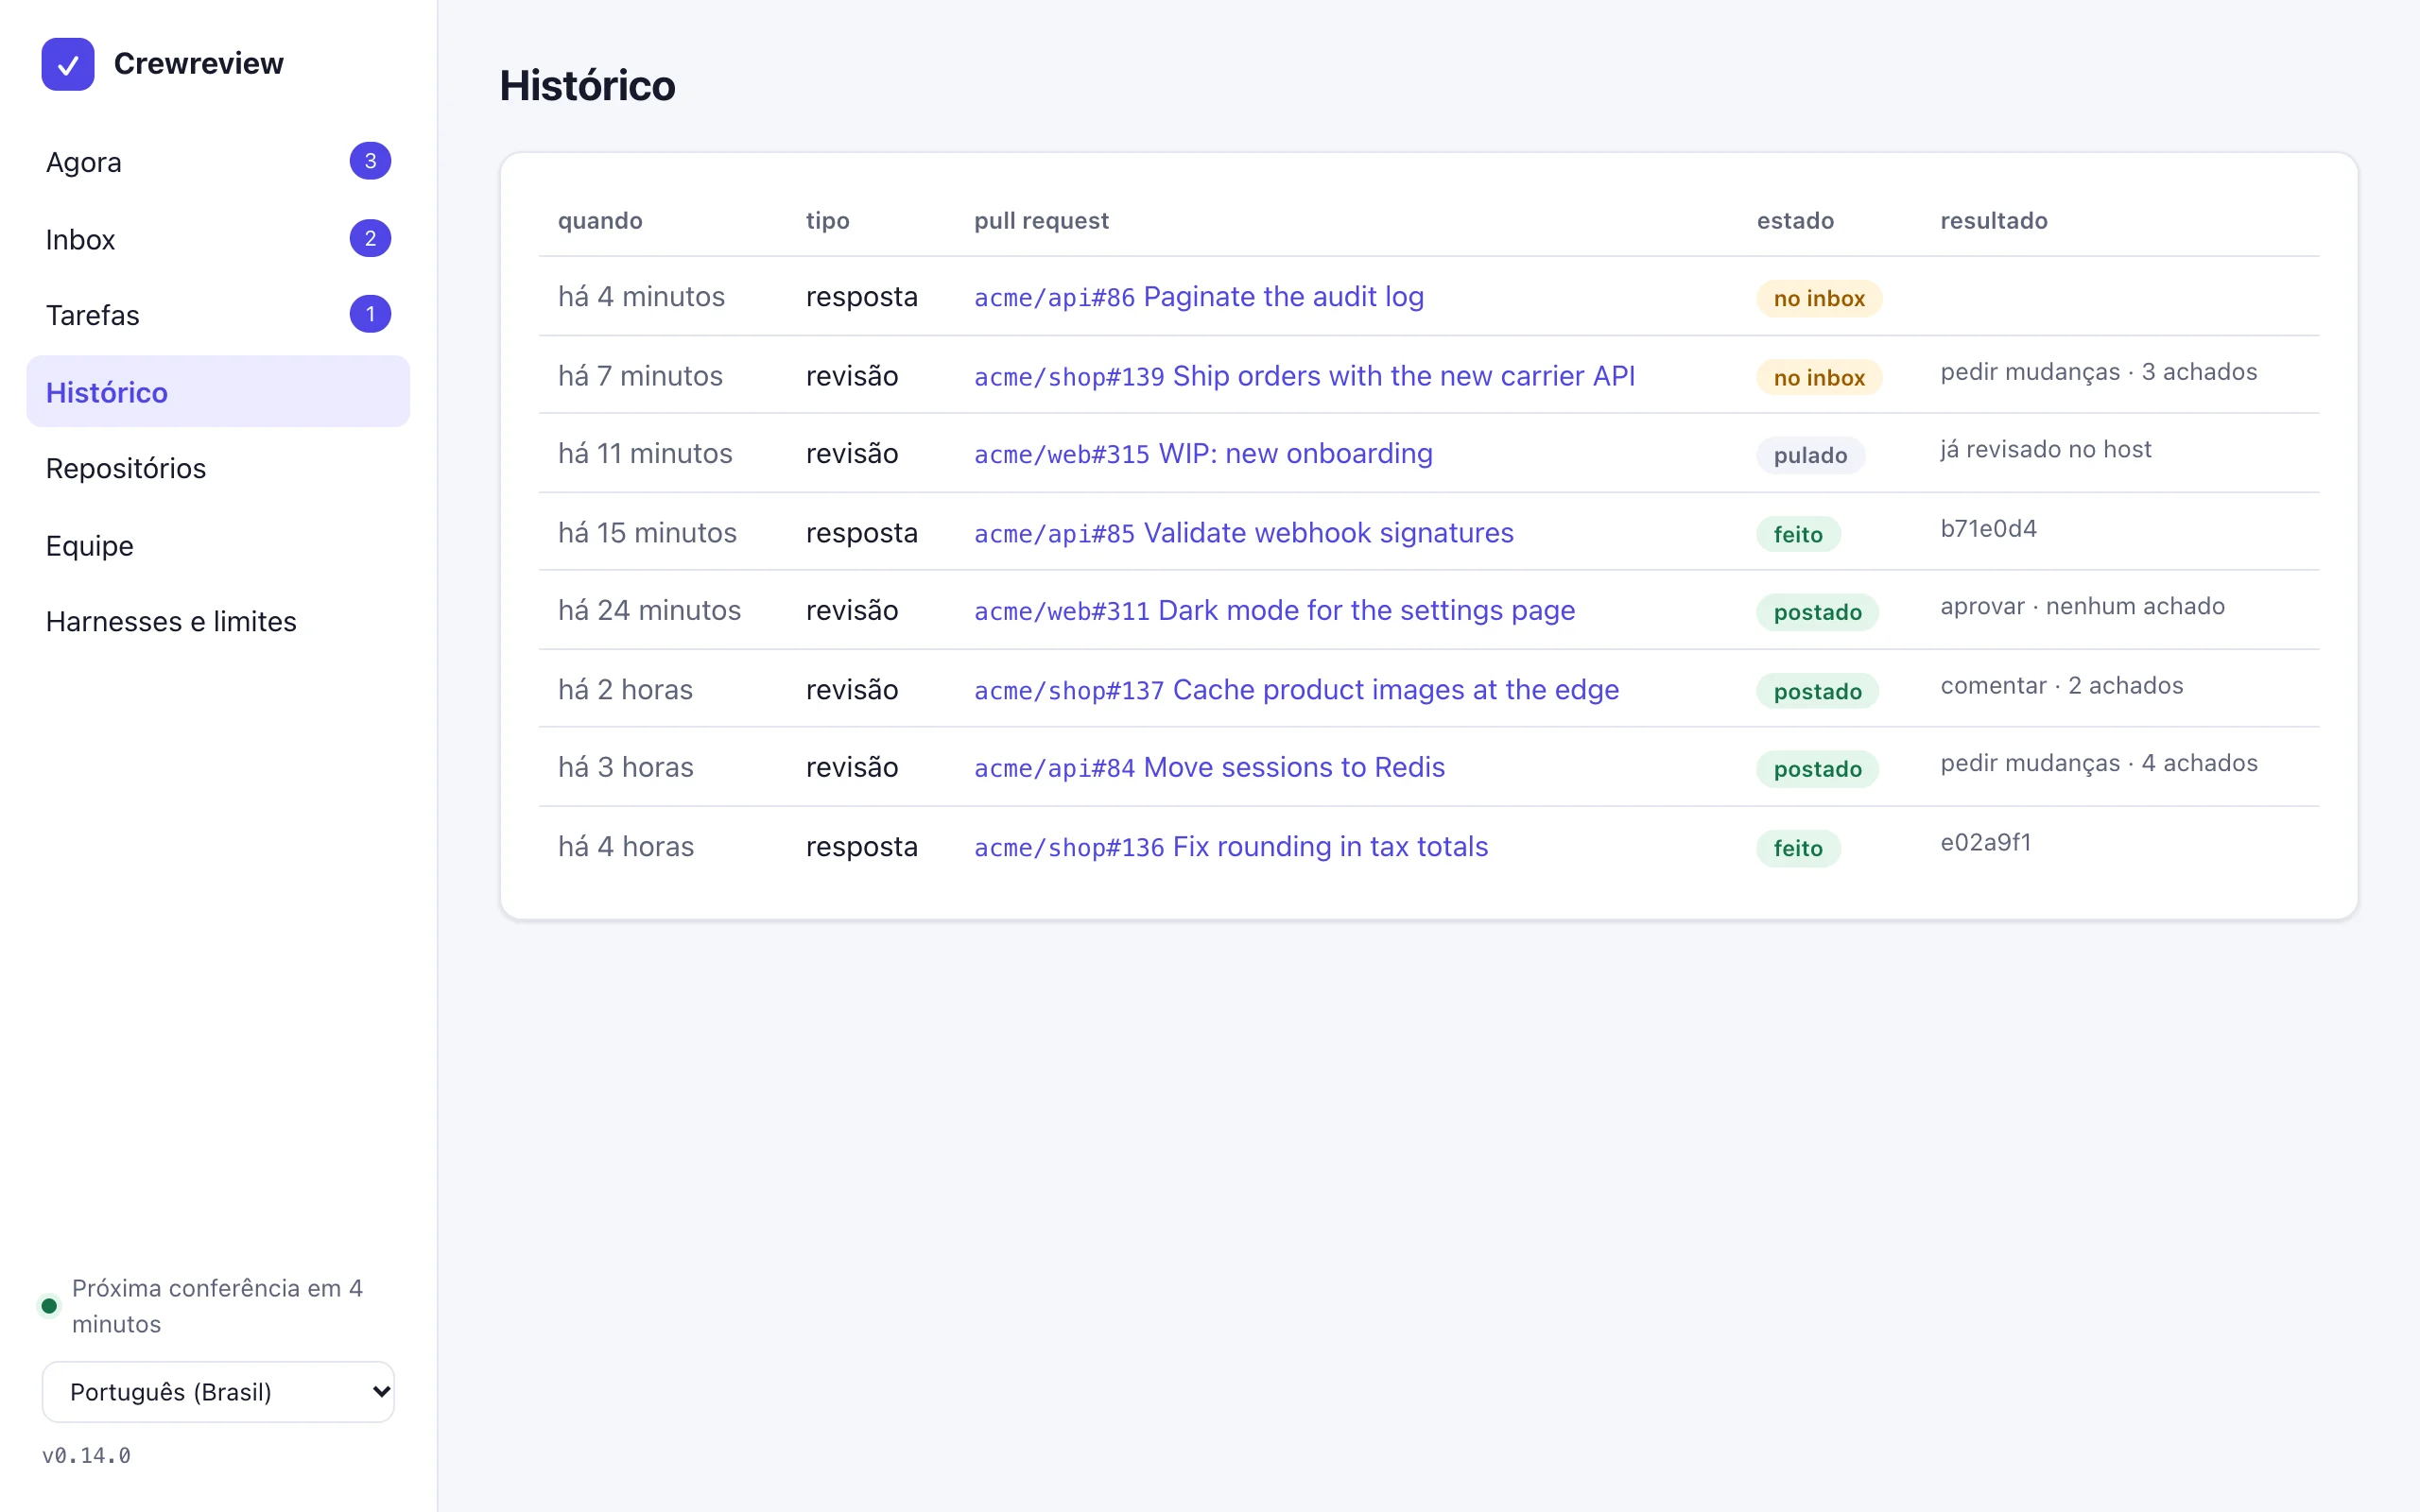 Crewreview
Agora 3
Inbox 2
Tarefas 1
Histórico
Repositórios
Equipe
Harnesses e limites
Próxima conferência em 4
minutos
Português (Brasil)
v0.14.0
Histórico
quando tipo pull request estado resultado
há 4 minutos resposta acme/api#86 Paginate the audit log no inbox
há 7 minutos revisão acme/shop#139 Ship orders with the new carrier API no inbox pedir mudanças · 3 achados
há 11 minutos revisão acme/web#315 WIP: new onboarding pulado já revisado no host
há 15 minutos resposta acme/api#85 Validate webhook signatures feito b71e0d4
há 24 minutos revisão acme/web#311 Dark mode for the settings page postado aprovar · nenhum achado
há 2 horas revisão acme/shop#137 Cache product images at the edge postado comentar · 2 achados
há 3 horas revisão acme/api#84 Move sessions to Redis postado pedir mudanças · 4 achados
há 4 horas resposta acme/shop#136 Fix rounding in tax totals feito e02a9f1